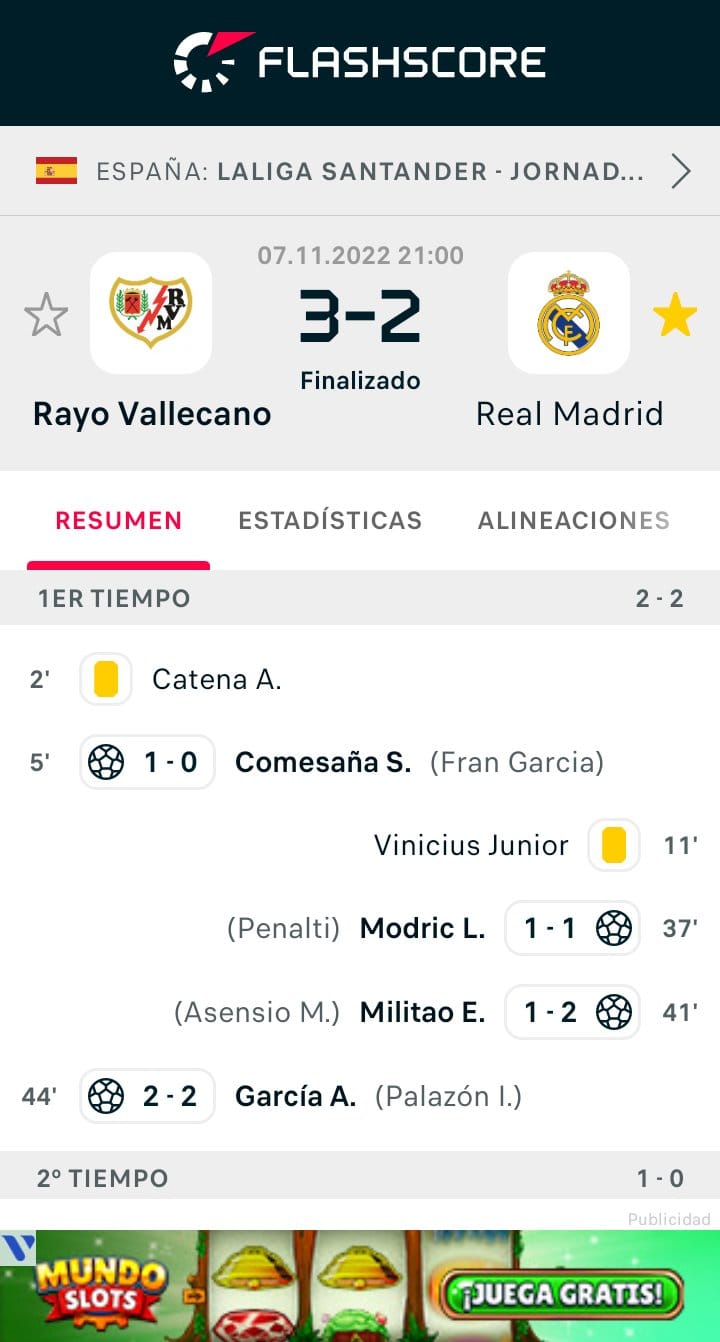 FLASHSCORE
ESPAÑA: LALIGA SANTANDER - JORNAD...
07.11.2022 21:00
3-2
Finalizado
Rayo Vallecano
Real Madrid
RESUMEN ESTADÍSTICAS ALINEACIONES
1ER TIEMPO 2 - 2
2' Catena A.
5' 1 - 0 Comesaña S. (Fran Garcia)
Vinicius Junior 11'
(Penalti) Modric L. 1 - 1 37'
(Asensio M.) Militao E. 1 - 2 41'
44' 2 - 2 García A. (Palazón I.)
2º TIEMPO 1 - 0
Publicidad
MUNDO
SLOTS
¡JUEGA GRATIS!